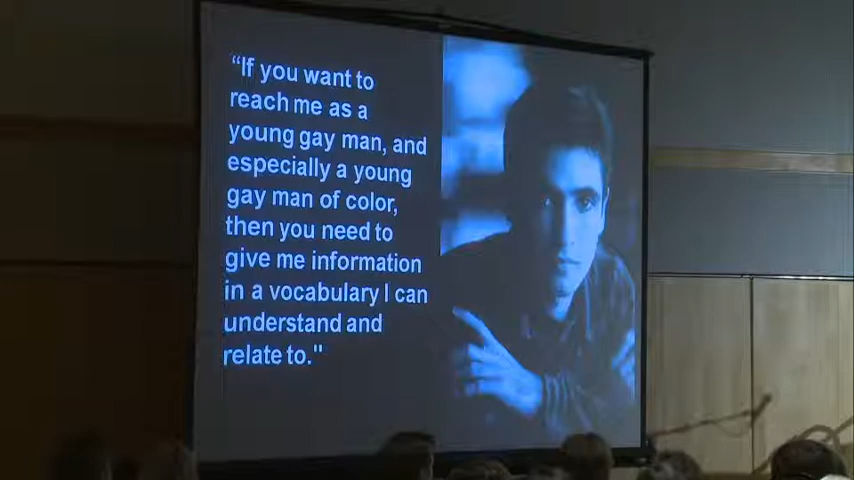 “If you want to
reach me as a
young gay man, and
especially a young
gay man of color,
then you need to
give me information
in a vocabulary I can
understand and
relate to."